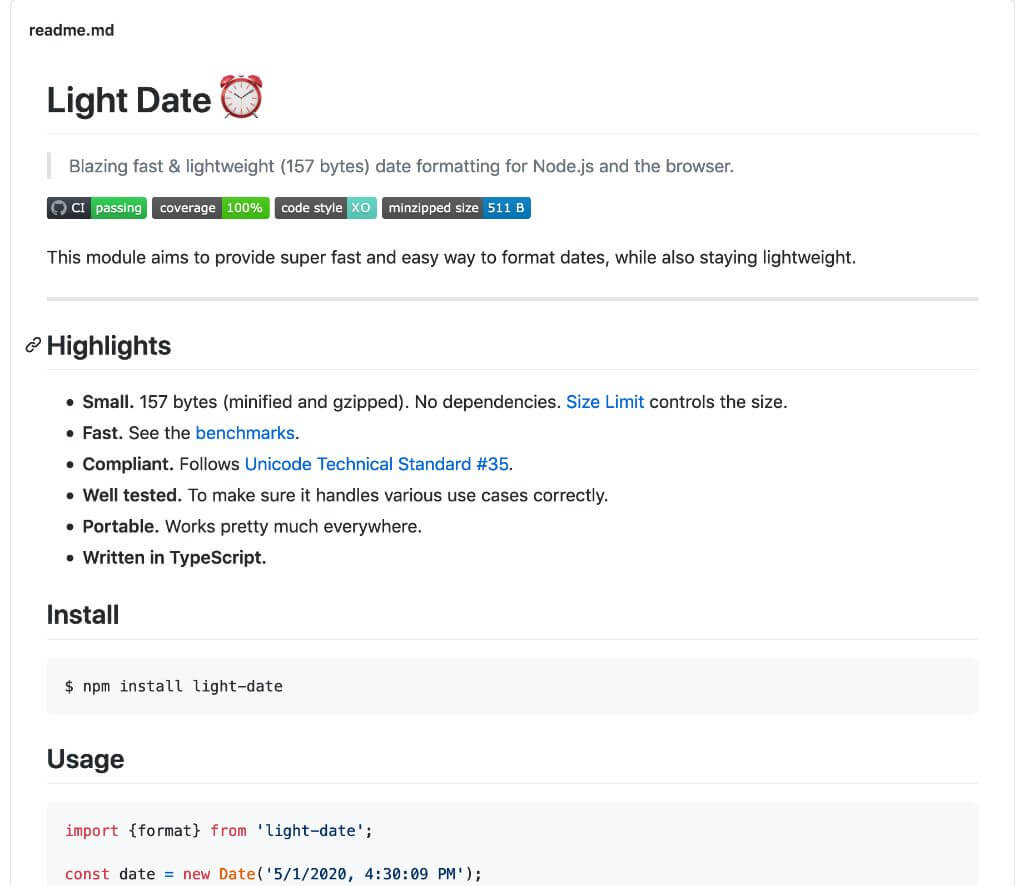 readme.md
Light Date ⏰
Blazing fast & lightweight (157 bytes) date formatting for Node.js and the browser.
CI passing coverage 100% code style XO minzipped size 511 B
This module aims to provide super fast and easy way to format dates, while also staying lightweight.
Highlights
• Small. 157 bytes (minified and gzipped). No dependencies. Size Limit controls the size.
• Fast. See the benchmarks.
• Compliant. Follows Unicode Technical Standard #35.
• Well tested. To make sure it handles various use cases correctly.
• Portable. Works pretty much everywhere.
• Written in TypeScript.
Install
$ npm install light-date
Usage
import {format} from 'light-date';
const date = new Date('5/1/2020, 4:30:09 PM');